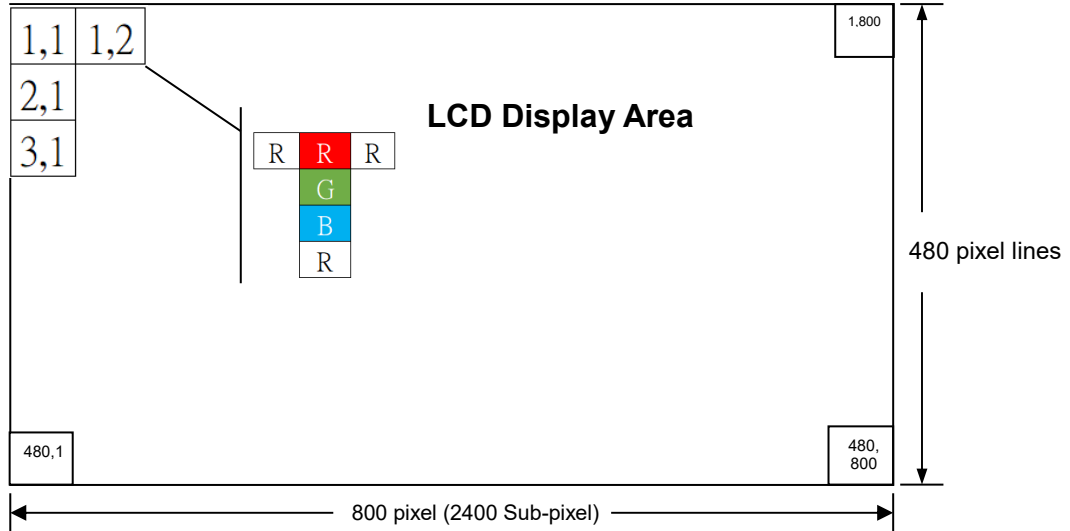 1,1 1,2
1,800
2,1
LCD Display Area
3,1
R R R
G
B
R
480 pixel lines
480,1
480,
800
800 pixel (2400 Sub-pixel)